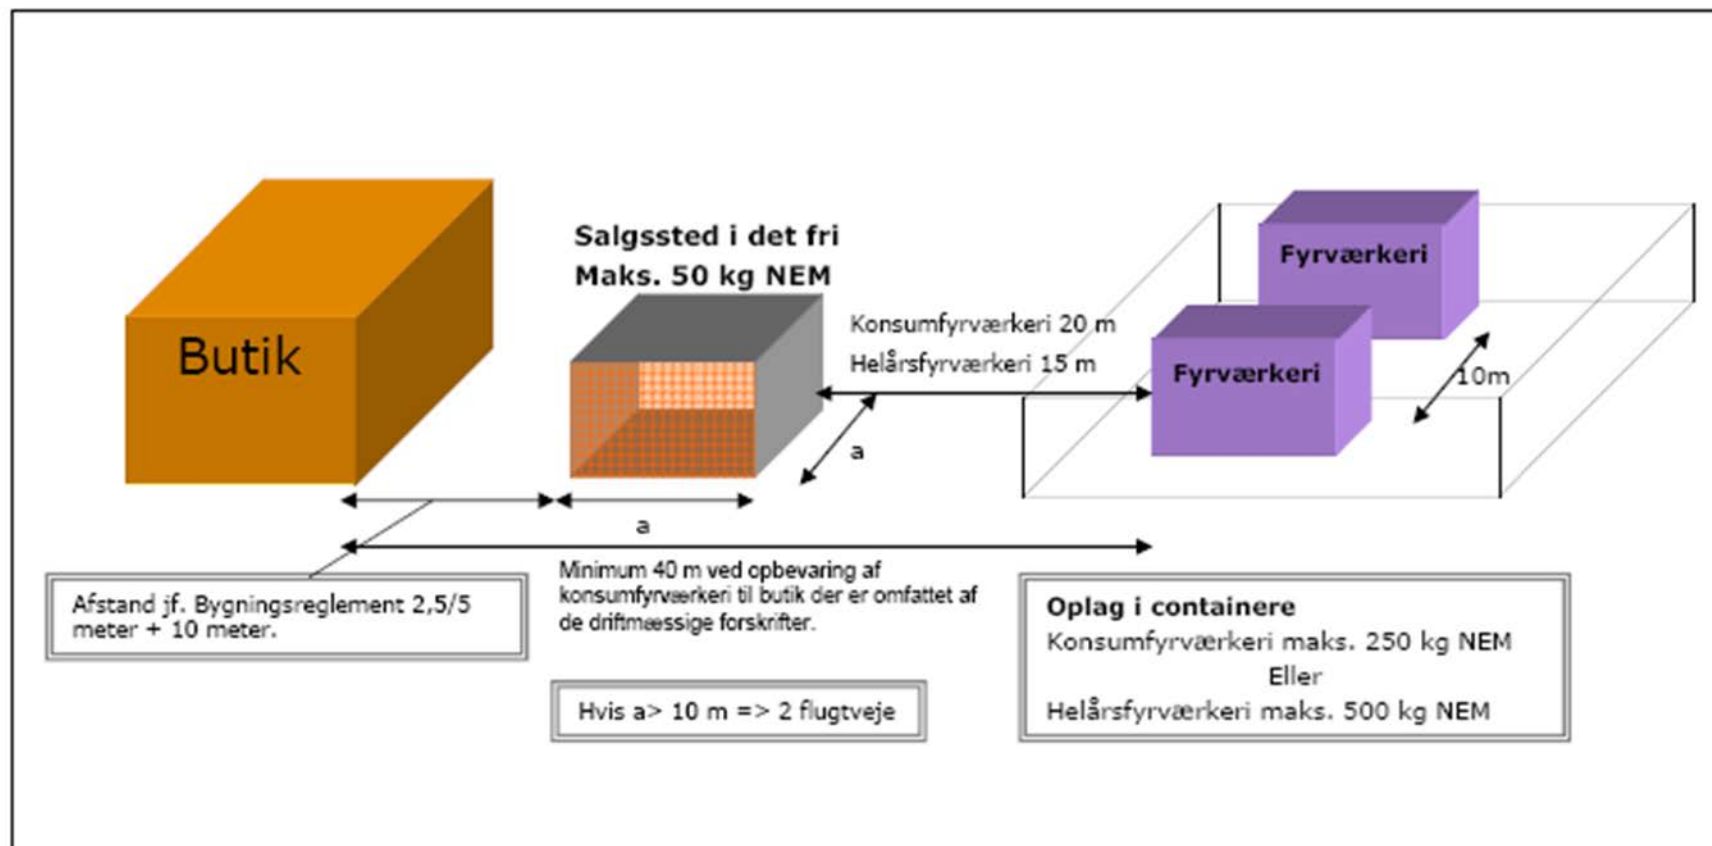 Salgssted i det fri
Maks. 50 kg NEM
Butik
Konsumfyrværkeri 20 m
Helårsfyrværkeri 15 m
Fyrværkeri
Fyrværkeri
10m
a
a
Minimum 40 m ved opbevaring af
konsumfyrværkeri til butik der er omfattet af
de driftmæssige forskrifter.
Afstand jf. Bygningsreglement 2,5/5
meter + 10 meter.
Hvis a> 10 m => 2 flugtveje
Oplag i containere
Konsumfyrværkeri maks. 250 kg NEM
Eller
Helårsfyrværkeri maks. 500 kg NEM